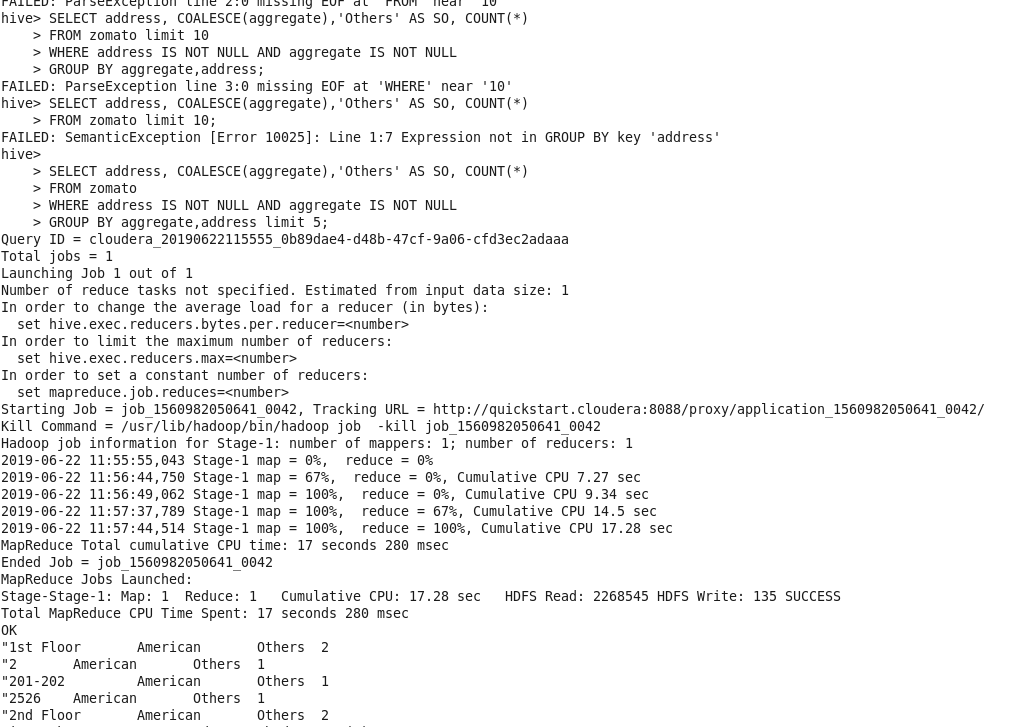 FAILED: ParseException line 2:0 missing EOF at 'FROM' near '10'
hive> SELECT address, COALESCE(aggregate),'Others' AS SO, COUNT(*)
    > FROM zomato limit 10
    > WHERE address IS NOT NULL AND aggregate IS NOT NULL
    > GROUP BY aggregate,address;
FAILED: ParseException line 3:0 missing EOF at 'WHERE' near '10'
hive> SELECT address, COALESCE(aggregate),'Others' AS SO, COUNT(*)
    > FROM zomato limit 10;
FAILED: SemanticException [Error 10025]: Line 1:7 Expression not in GROUP BY key 'address'
hive>
    > SELECT address, COALESCE(aggregate),'Others' AS SO, COUNT(*)
    > FROM zomato
    > WHERE address IS NOT NULL AND aggregate IS NOT NULL
    > GROUP BY aggregate,address limit 5;
Query ID = cloudera_20190622115555_0b89dae4-d48b-47cf-9a06-cfd3ec2adaaa
Total jobs = 1
Launching Job 1 out of 1
Number of reduce tasks not specified. Estimated from input data size: 1
In order to change the average load for a reducer (in bytes):
  set hive.exec.reducers.bytes.per.reducer=<number>
In order to limit the maximum number of reducers:
  set hive.exec.reducers.max=<number>
In order to set a constant number of reducers:
  set mapreduce.job.reduces=<number>
Starting Job = job_1560982050641_0042, Tracking URL = http://quickstart.cloudera:8088/proxy/application_1560982050641_0042/
Kill Command = /usr/lib/hadoop/bin/hadoop job  -kill job_1560982050641_0042
Hadoop job information for Stage-1: number of mappers: 1; number of reducers: 1
2019-06-22 11:55:55,043 Stage-1 map = 0%,  reduce = 0%
2019-06-22 11:56:44,750 Stage-1 map = 67%,  reduce = 0%, Cumulative CPU 7.27 sec
2019-06-22 11:56:49,062 Stage-1 map = 100%,  reduce = 0%, Cumulative CPU 9.34 sec
2019-06-22 11:57:37,789 Stage-1 map = 100%,  reduce = 67%, Cumulative CPU 14.5 sec
2019-06-22 11:57:44,514 Stage-1 map = 100%,  reduce = 100%, Cumulative CPU 17.28 sec
MapReduce Total cumulative CPU time: 17 seconds 280 msec
Ended Job = job_1560982050641_0042
MapReduce Jobs Launched:
Stage-Stage-1: Map: 1  Reduce: 1   Cumulative CPU: 17.28 sec   HDFS Read: 2268545 HDFS Write: 135 SUCCESS
Total MapReduce CPU Time Spent: 17 seconds 280 msec
OK
"1st Floor       American       Others  2
"2       American       Others  1
"201-202         American       Others  1
"2526    American       Others  1
"2nd Floor       American       Others  2